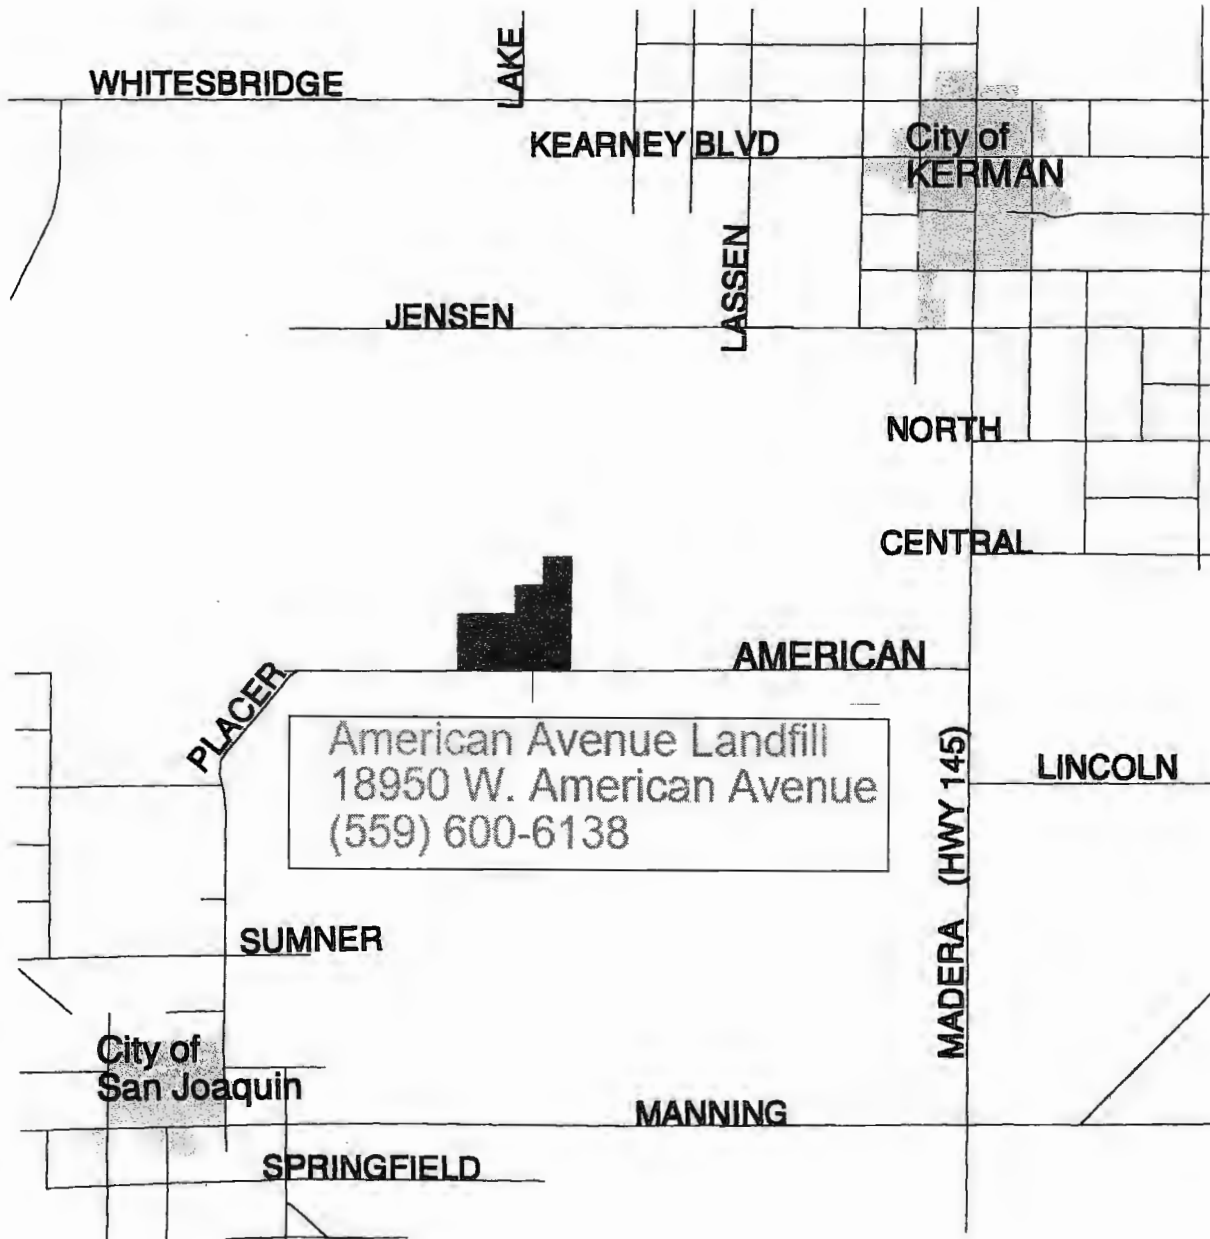 LAKE
WHITESBRIDGE
KEARNEY BLVD
City of
KERMAN
LASSEN
JENSEN
NORTH
CENTRAL
AMERICAN
PLACER
American Avenue Landfill
18950 W. American Avenue
(559) 600-6138
MADERA (HWY 145)
LINCOLN
SUMNER
City of
San Joaquin
MANNING
SPRINGFIELD